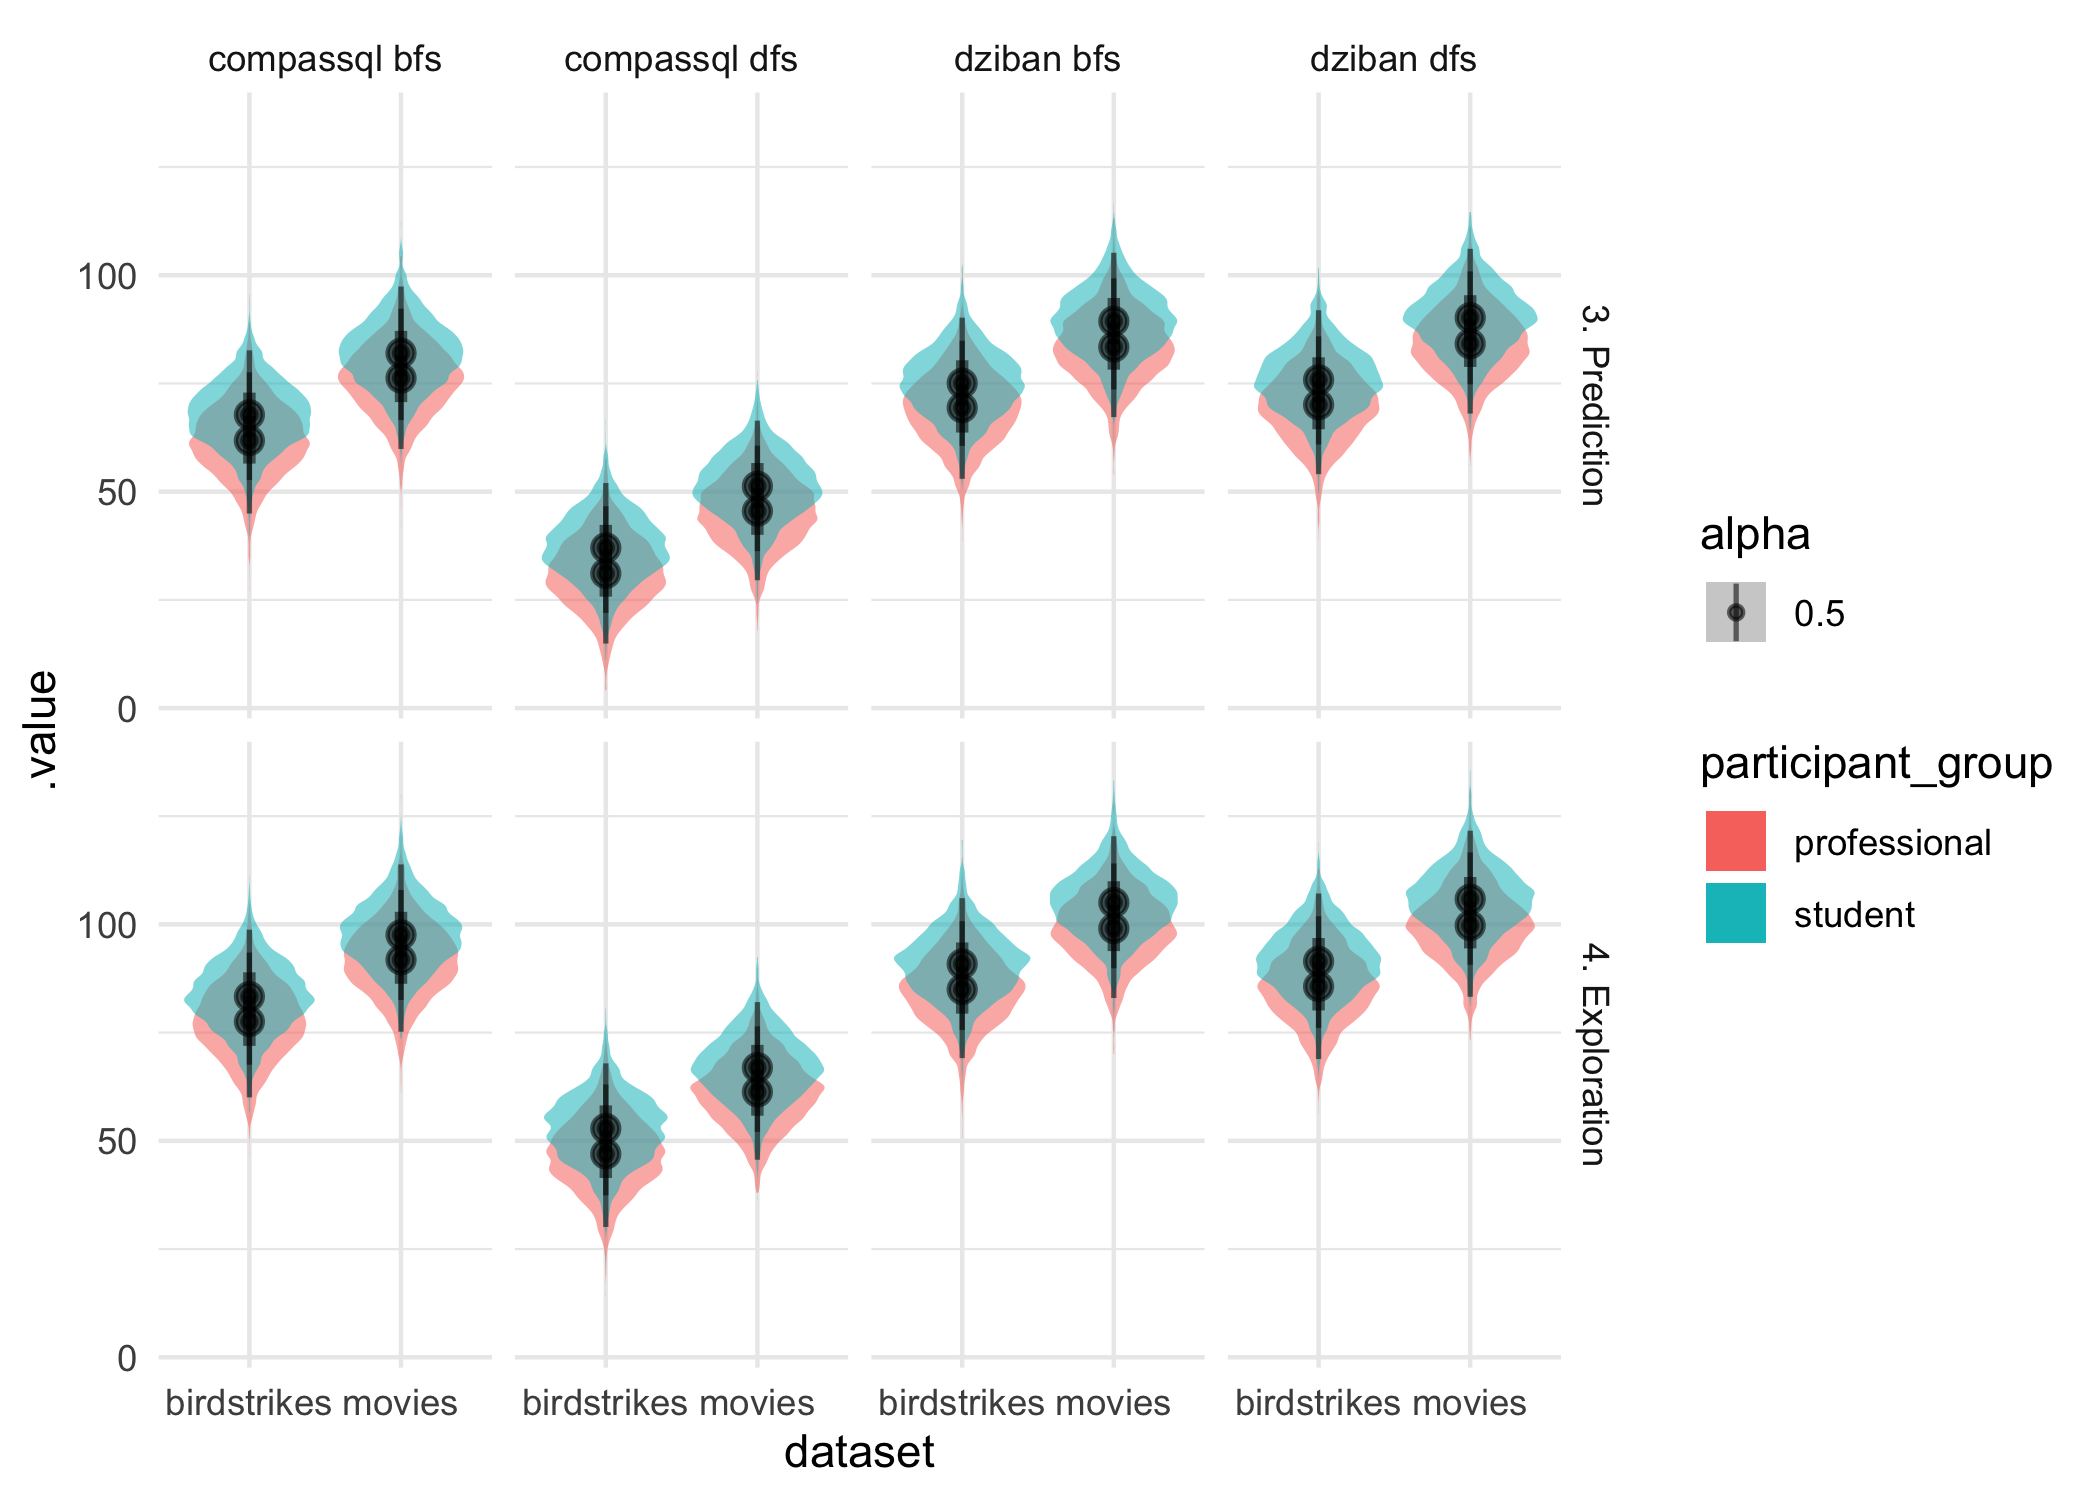 compassql bfs compassql dfs dziban bfs dziban dfs
100
50
0
3. Prediction
100
50
0
4. Exploration
.value
birdstrikes movies birdstrikes movies birdstrikes movies birdstrikes movies
dataset
alpha
0.5
participant_group
professional
student